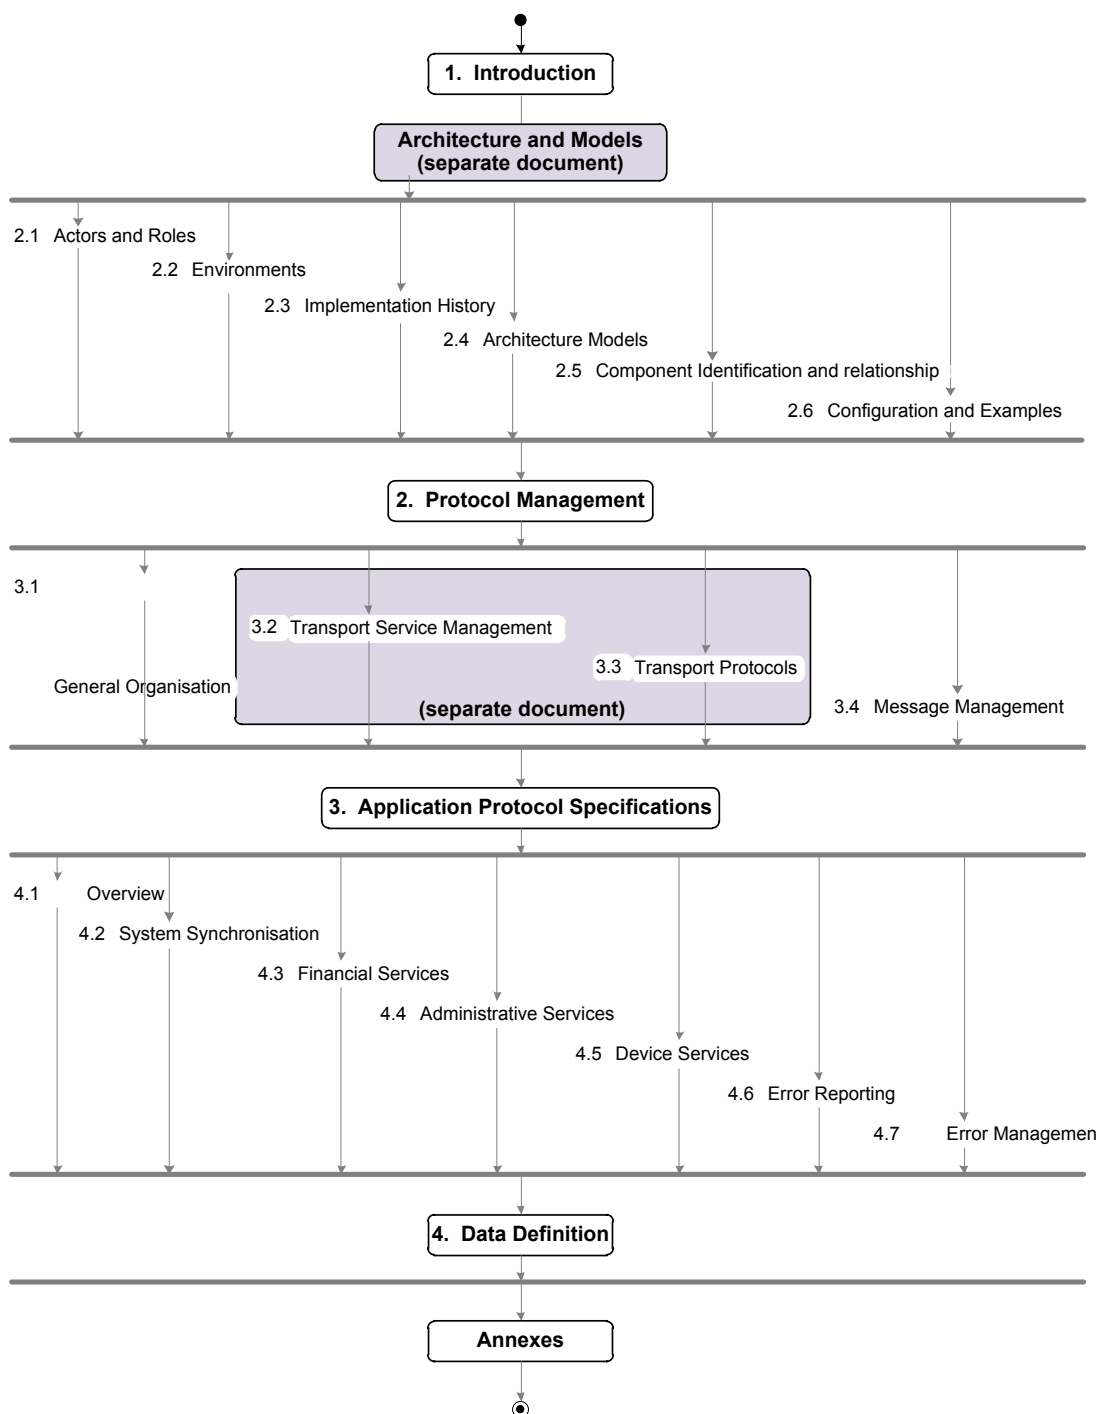 1. Introduction
Architecture and Models
(separate document)
2.1 Actors and Roles
2.2 Environments
2.3 Implementation History
2.4 Architecture Models
2.5 Component Identification and relationship
2.6 Configuration and Examples
2. Protocol Management
3.1
General Organisation
3.2 Transport Service Management
3.3 Transport Protocols
(separate document)
3.4 Message Management
3. Application Protocol Specifications
4.1 Overview
4.2 System Synchronisation
4.3 Financial Services
4.4 Administrative Services
4.5 Device Services
4.6 Error Reporting
4.7 Error Managemen
4. Data Definition
Annexes